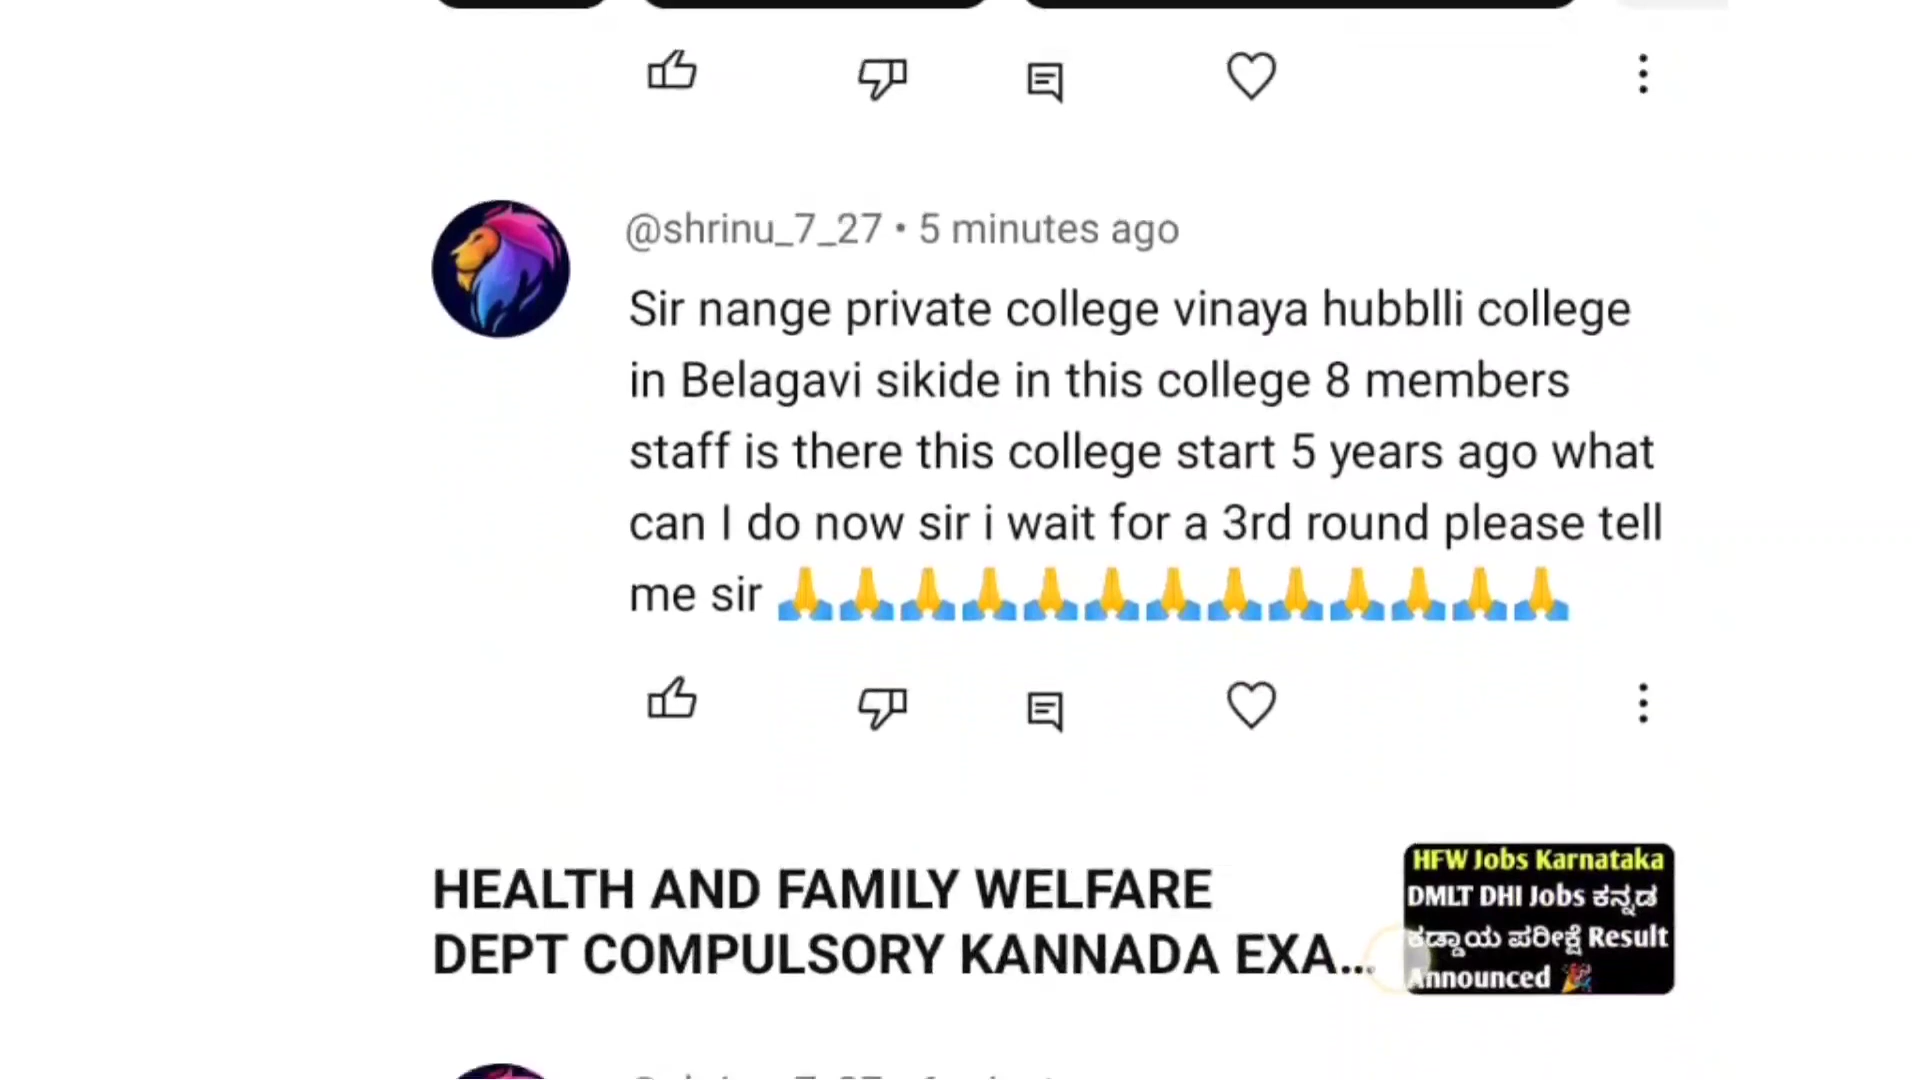 @shrinu_7_27 • 5 minutes ago
Sir nange private college vinaya hubblli college
in Belagavi sikide in this college 8 members
staff is there this college start 5 years ago what
can I do now sir i wait for a 3rd round please tell
me sir 🙏🙏🙏🙏🙏🙏🙏🙏🙏🙏🙏🙏🙏
HEALTH AND FAMILY WELFARE
DEPT COMPULSORY KANNADA EXA...
HFW Jobs Karnataka
DMLT DHI Jobs ಕನ್ನಡ
ಕಡ್ಡಾಯ ಪರೀಕ್ಷೆ Result
Announced 🎉